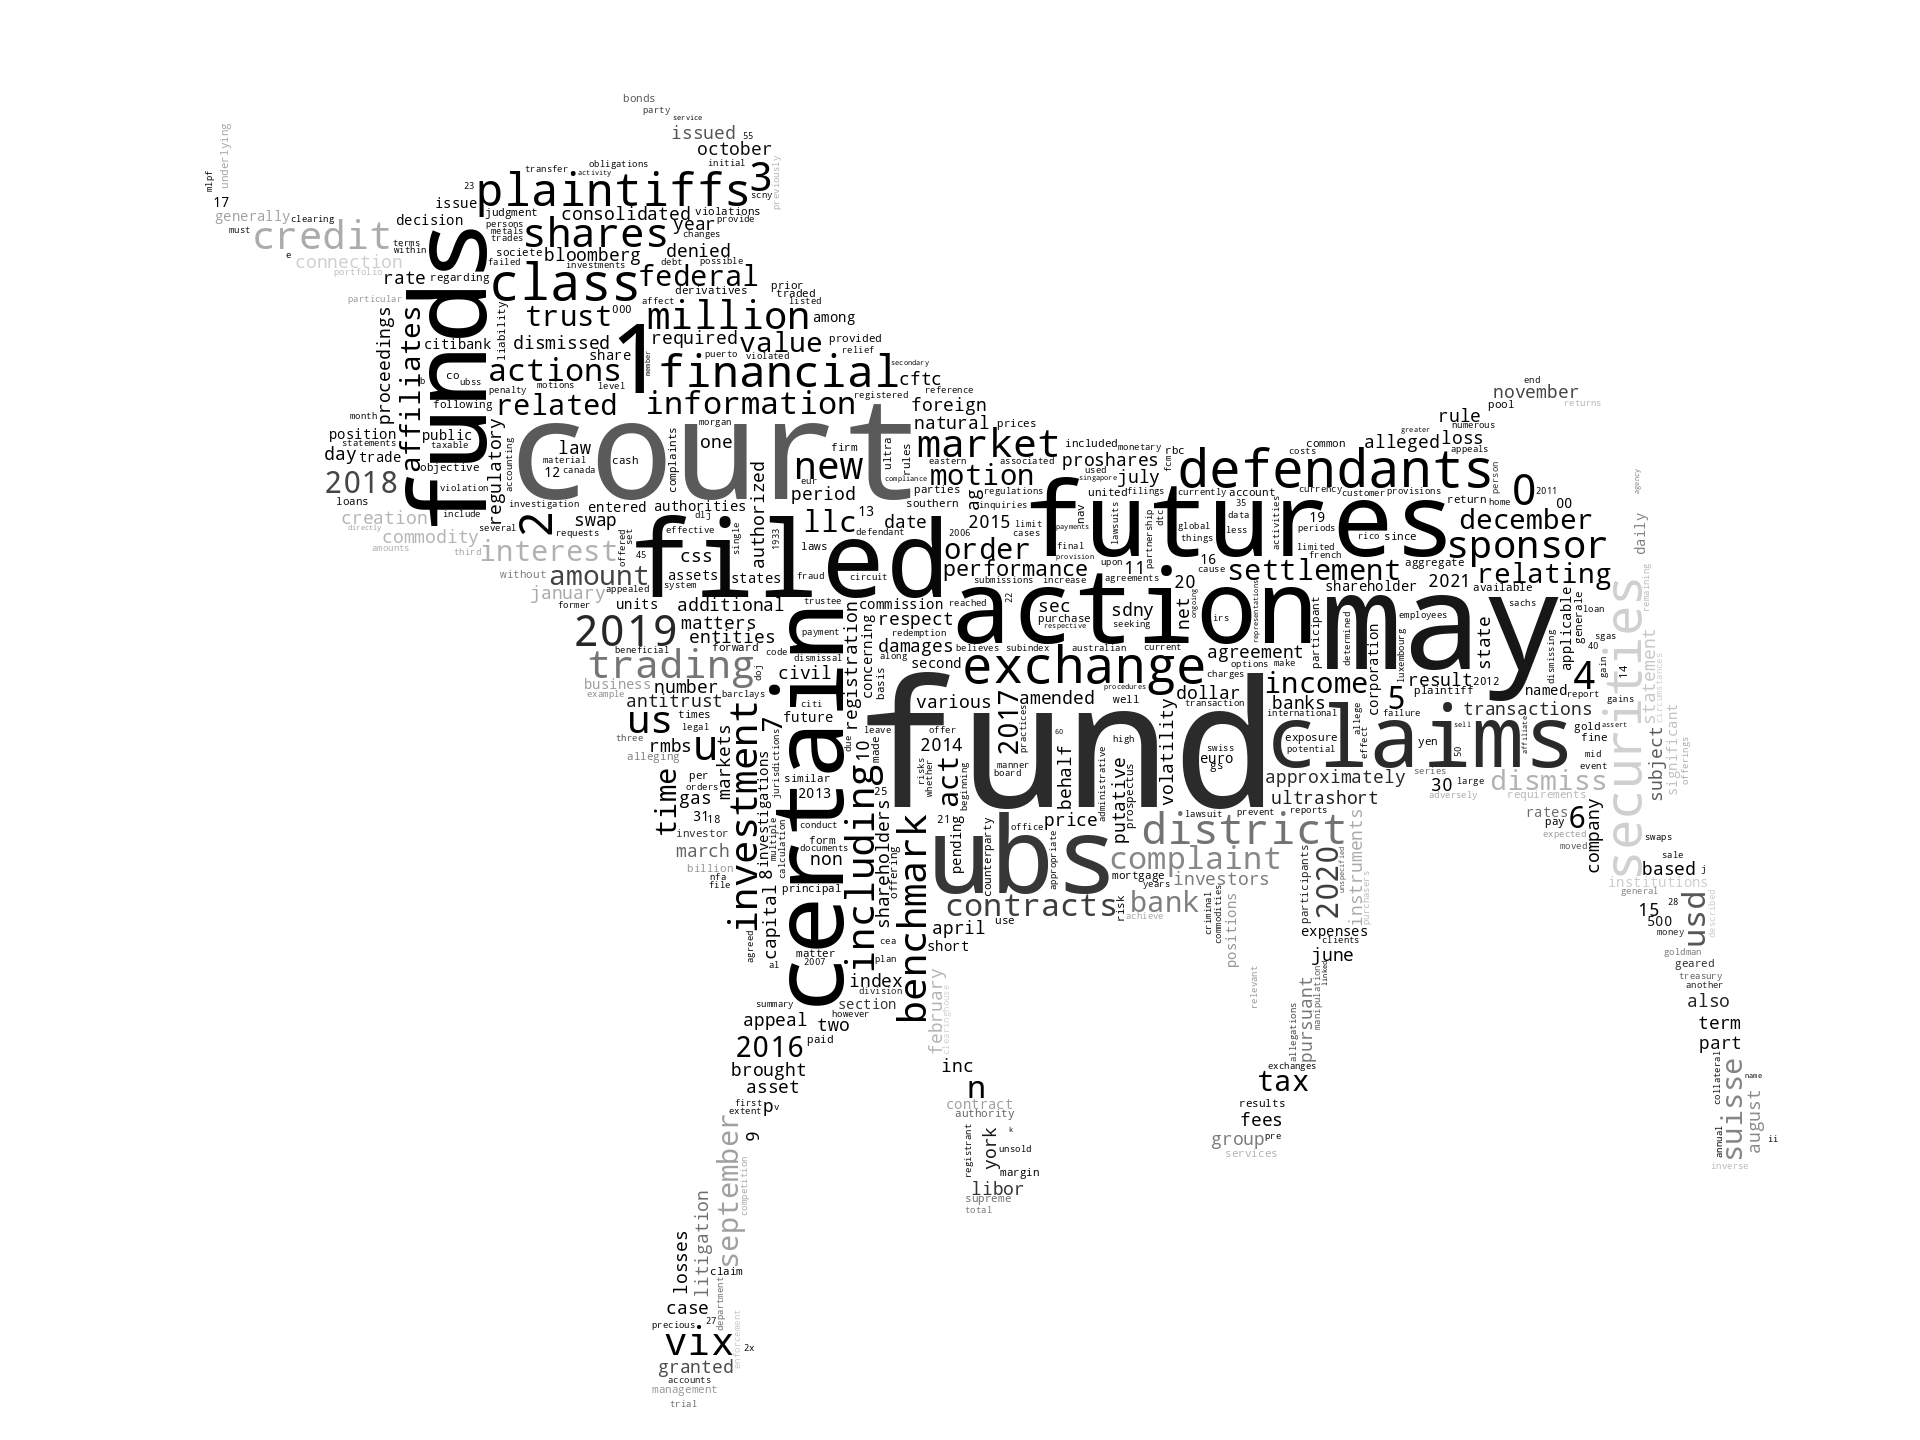 bonds
party
service
issued 55
october
underlying
mlpf
17
initial
transfer obligations
activity
3
previously
23 plaintiffs
scny
issue
generally clearing
decision
judgment consolidated violations
persons provide
must
credit
metals shares year
trades changes
e
terms
within
connection
portfolio
societe bloomberg denied
failed investments debt possible
rate regarding
funds
class federal
derivatives prior
traded
particular
affect listed
trust 000 million among
proceedings
affiliates
liability
citibank
dismissed required value provided
share relief
1
member
puerto violated secondary
actions financial cftc
co
b ubss
penalty motions level
reference
end
november
following related information registered foreign
pool returns
month
position public
statements taxable
day trade
regulatory
accounting
court
morgan
law one
material
12 canada cash
complaints
firm
new
ultra
rules
natural prices
market included monetary
rbc
common
costs
greater
rule numerous
alleged loss
appeals
objective
2018
violation
loans
include
investigation
eastern associated
motion proshares
used
singapore july
fcm
defendants
person
0 2011
agency
eur compliance
period
parties regulations
united filings currently account currency customer provisions return home 00
creation
several
2
entered authorities
swap dlj
requests
authorized
southern
ag inquiries
nav
lawsuits
futures
35
data
less
activities
19
periods
december
commodity
amounts
directly
third
interest
effective
set
offered
single
1933
llc 13 date 2015 limit
cases
defendant 2006
payments
partnership
dtc
global
things
limited rico since
french
sponsor
daily
45 css
filed
laws
order
final
provision
without amount
appealed
assets states
system
fraud circuit
performance
submissions increase
upon 11
agreements
16
cause settlement
aggregate
shareholder 2021 available
relating
january
former
units additional
trustee commission reached
22
sec
purchase
respective
sdny
seeking
20
net
ongoing
irs
representations
participant
determined
may
employees
sachs
loan
generale
applicable
securities
remaining
2019 matters
entities
payment
certain
registration
concerning
respect
redemption
action
state
dismissing
sgas
40
beneficial forward
code
dismissal
doj
damages believes subindex australian current agreement
luxembourg
corporation
statement
circumstances
trading
along
basis
second exchange charges options make
gain
14
4
business
example
number
antitrust
barclays
civil
citi
various
2017
amended
procedures
well
dollar
transaction
income
banks
result 2012
plaintiff named report gains
us times
legal
three
future
due
leave
fund
offer
practices
volatility
international
allege
effect
5 failure transactions gold assert
significant
offerings
alleging
rmbs u
markets
investment
7
jurisdictions
10
made
2014
60
high
manner
board
swiss
euro
gs
exposure
potential
claims
yen
sell
50
affiliate
fine
mid
event
subject
time
per
orders
gas
31 18
investigations
similar
2013
including
25
risks
whether
act
beginning
behalf
administrative
putative
prospectus
approximately series
30 large dismiss
adversely requirements
ultrashort
investor
march
multiple
calculation
conduct
form
documents
non
shareholders
offering
21
pending
office price
lawsuit prevent reports
district
rates
pay 6
expected
moved
company
swaps
billion
nfa
file
8
capital
principal
benchmark
ubs
counterparty
appropriate
complaint
mortgage
years
investors
participants
2020
unspecified
instruments
purchasers
sale
based j
institutions
general
agreed
al
matter
2007
cea
plan
contracts bank
risk
achieve
use
criminal
commodities
positions
expenses
clients
15 28
500
money
usd
described
april
short
june
goldman
geared
index
division
february
clearinghouse
relevant
linked
manipulation
pursuant
allegations
treasury
another
summary section
however
also
appeal two
term
2016 paid
part
brought
inc
exchanges
asset
n
tax
collateral
suisse
name
first
extent p v
contract
authority
results
fees
august
9
k
york
registrant
unsold
group pre
services
annual
ii
inverse
september
competition
margin
libor
supreme
total
losses
litigation
claim
department
case
precious 27
vix 2x
enforcement
granted
accounts
management
trial